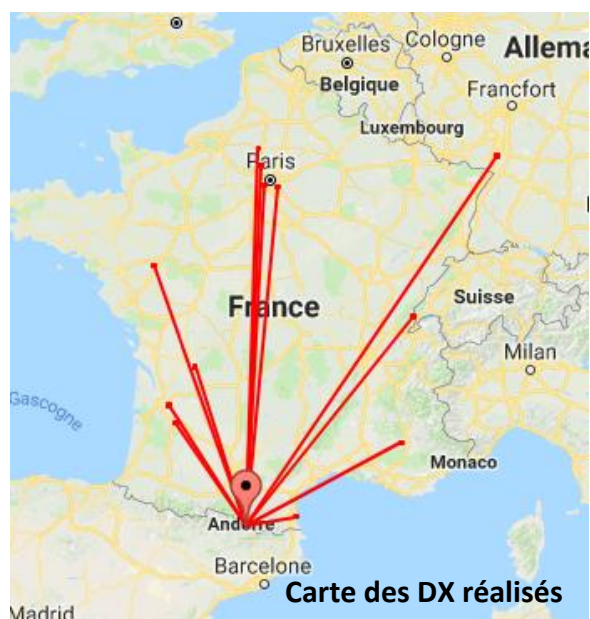 Bruxelles
Cologne
Allema
Belgique
Francfort
Luxembourg
Paris
France
Suisse
Milan
Gascogne
Monaco
Andorre
Barcelone
Carte des DX réalisés
Madrid